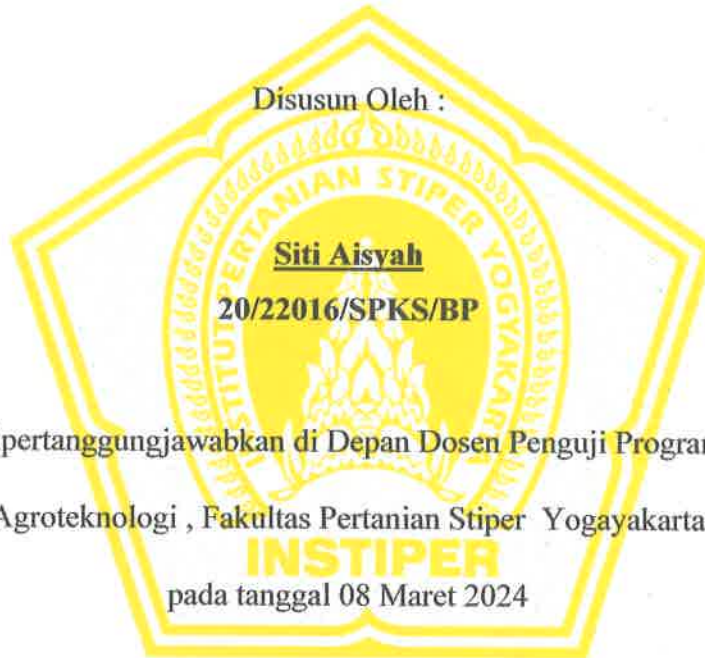 Disusun Oleh :
INSTITUT PERTANIAN STIPER YOGYAKARTA
Siti Aisyah
20/22016/SPKS/BP
pertanggungjawabkan di Depan Dosen Penguji Program
Agroteknologi , Fakultas Pertanian Stiper Yogayakarta
INSTIPER
pada tanggal 08 Maret 2024